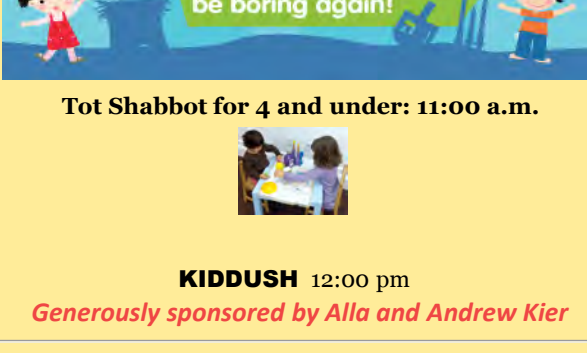 be boring again!
Tot Shabbot for 4 and under: 11:00 a.m.
KIDDUSH 12:00 pm
Generously sponsored by Alla and Andrew Kier